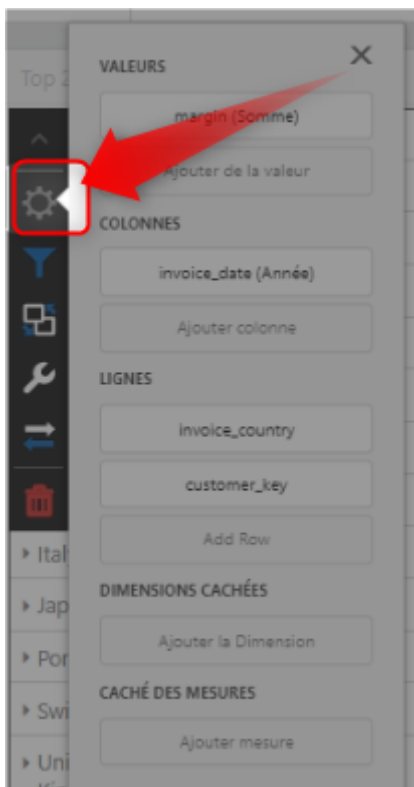 Top 2
VALEURS
margin (Somme)
Ajouter de la valeur
COLONNES
invoice_date (Année)
Ajouter colonne
LIGNES
invoice_country
customer_key
Add Row
DIMENSIONS CACHÉES
Ajouter la Dimension
CACHÉ DES MESURES
Ajouter mesure
Ital
Jap
Por
Swi
Uni